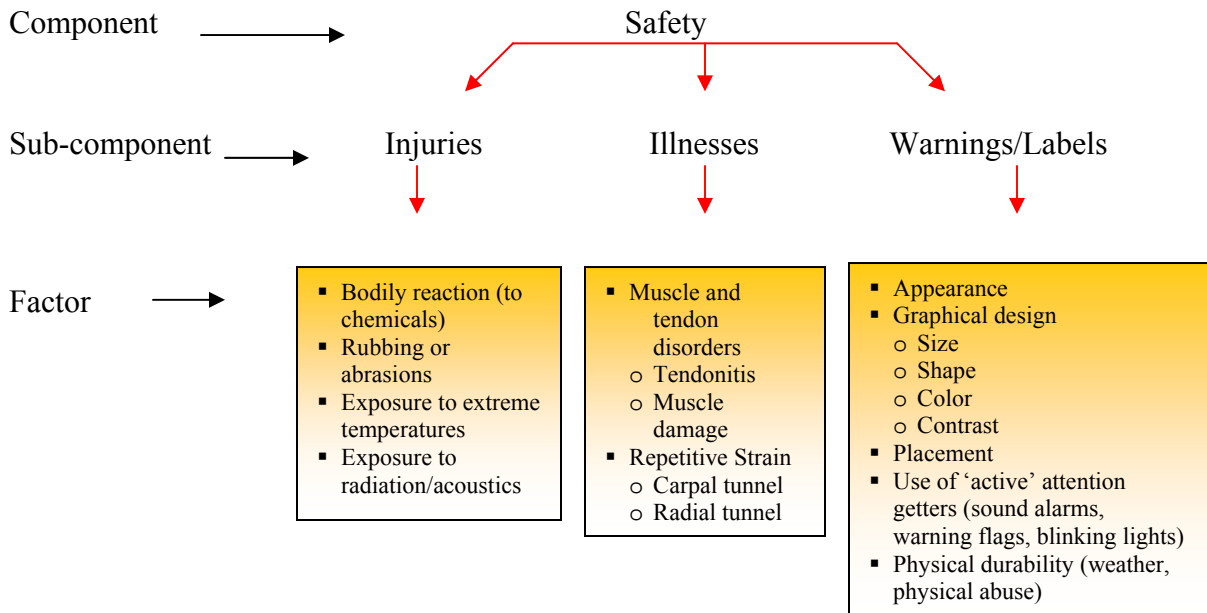 Component
Safety
Sub-component
Injuries
Illnesses
Warnings/Labels
Factor
▪ Bodily reaction (to
chemicals)
▪ Rubbing or
abrasions
▪ Exposure to extreme
temperatures
▪ Exposure to
radiation/acoustics
▪ Muscle and
tendon
disorders
o Tendonitis
o Muscle
damage
▪ Repetitive Strain
o Carpal tunnel
o Radial tunnel
▪ Appearance
▪ Graphical design
o Size
o Shape
o Color
o Contrast
▪ Placement
▪ Use of ‘active’ attention
getters (sound alarms,
warning flags, blinking lights)
▪ Physical durability (weather,
physical abuse)